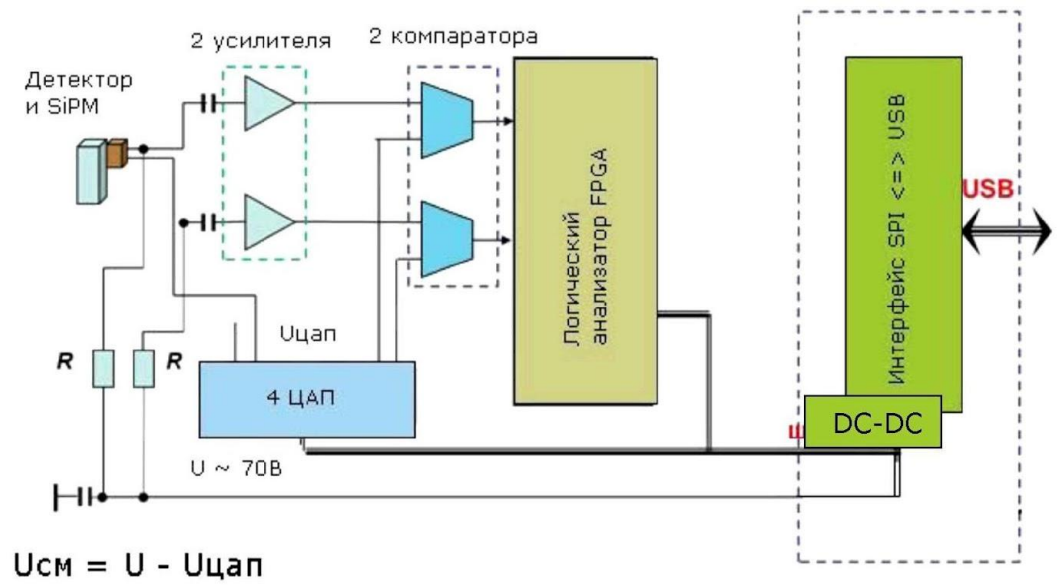 2 усилителя
2 компаратора
Детектор
и SiPM
Логический
анализатор FPGA
Интерфейс SPI <=> USB
USB
R
R
Uцап
4 ЦАП
DC-DC
U ~ 70В
Uсм = U - Uцап